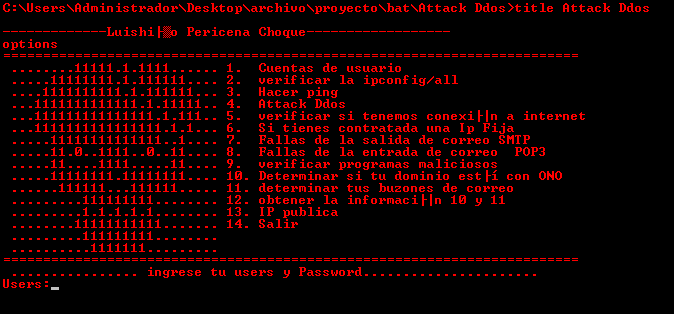 C:\Users\Administrador\Desktop\archivo\proyecto\bat\Attack Ddos>title Attack Ddos
-------------Luishi├▒o Pericena Choque------------------
options
========================================================================
........11111.1.1111...... 1. Cuentas de usuario
....11111111.1.111111.... 2. verificar la ipconfig/all
....111111111.1.111111... 3. Hacer ping
...11111111111.1.11111.. 4. Attack Ddos
...1111111111111.1.11111... 5. verificar si tenemos conexi├│n a internet
...1111111111111111.1.1... 6. Si tienes contratada una Ip Fija
.....11111111111111..1.... 7. Fallas de la salida de correo SMTP
.....11.0..1111..0..11.... 8. Fallas de la entrada de correo POP3
.....11....1111.....11.... 9. verificar programas maliciosos
.....11111111.11111111.... 10. Determinar si tu dominio est├í con ONO
......111111...111111..... 11. determinar tus buzones de correo
.........111111111........ 12. obtener la informaci├│n 10 y 11
.........1.1.1.1.1........ 13. IP publica
........11111111111....... 14. Salir
.........111111111........
..........1111111.........
========================================================================
................ ingrese tu users y Password......................
Users:_